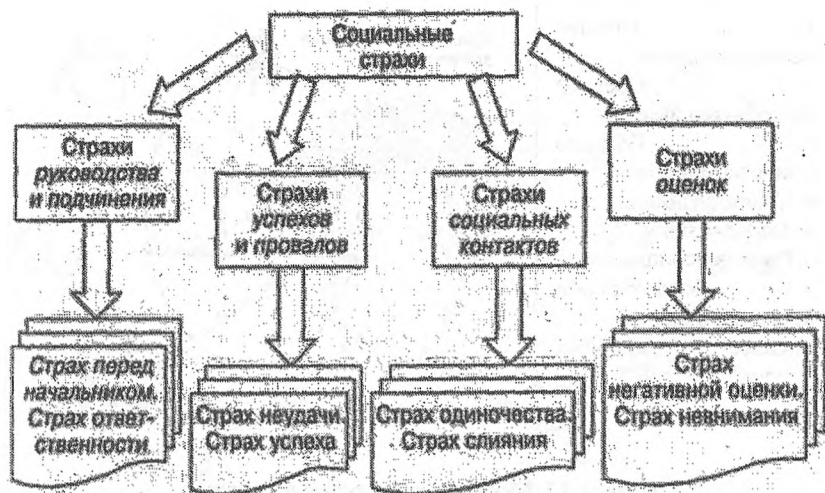 Социальные
страхи
Страхи
руководства
и подчинения
Страхи
успехов
и провалов
Страхи
социальных
контактов
Страхи
оценок
Страх перед
начальником.
Страх ответ-
ственности
Страх неудачи.
Страх успеха
Страх одиночества.
Страх слияния
Страх
негативной оценки.
Страх невнимания